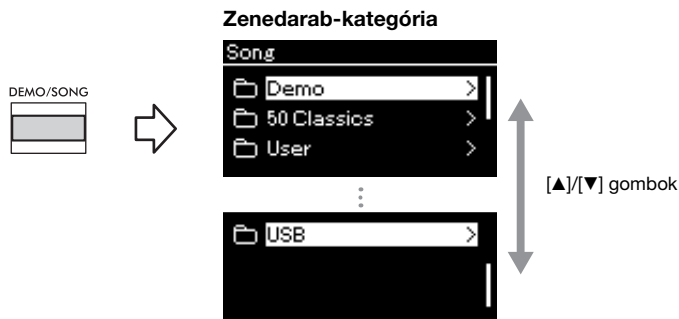 Zenedarab-kategória
Song
DEMO/SONG
Demo >
50 Classics >
User >
[▲]/[▼] gombok
USB >